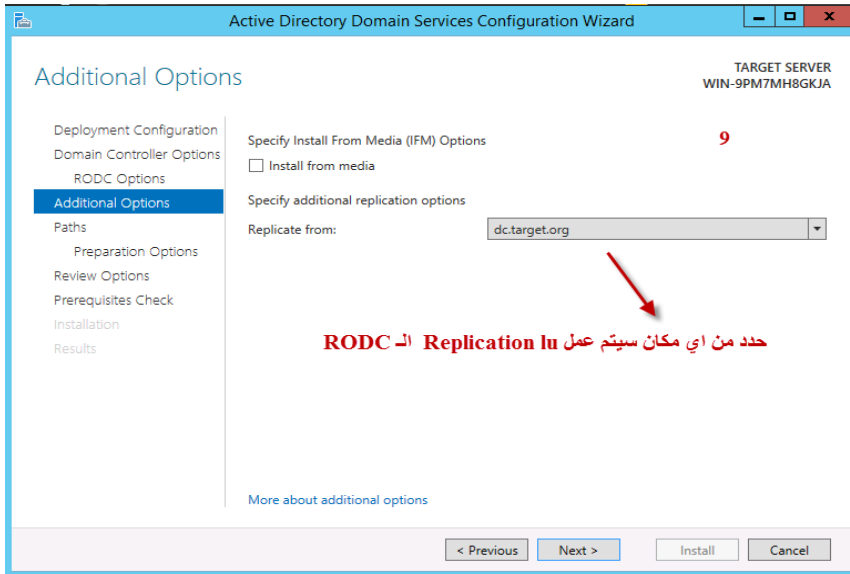 Active Directory Domain Services Configuration Wizard
Additional Options
TARGET SERVER
WIN-9PM7MH8GKJA
Deployment Configuration
Domain Controller Options
RODC Options
Additional Options
Paths
Preparation Options
Review Options
Prerequisites Check
Installation
Results
Specify Install From Media (IFM) Options
9
Install from media
Specify additional replication options
Replicate from:
dc.target.org
حدد من اي مكان سيتم عمل Replication lu الـ RODC
More about additional options
< Previous
Next >
Install
Cancel